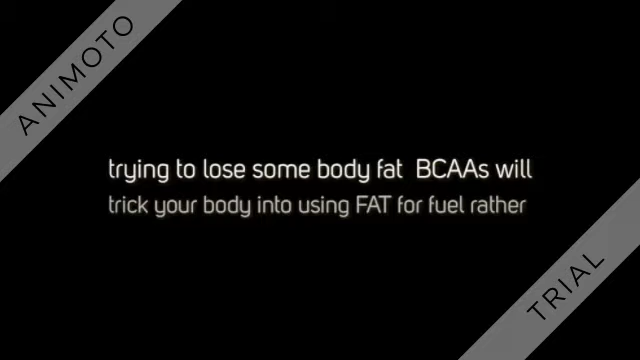 ANIMOTO
trying to lose some body fat  BCAAs will
trick your body into using FAT for fuel rather
TRIAL